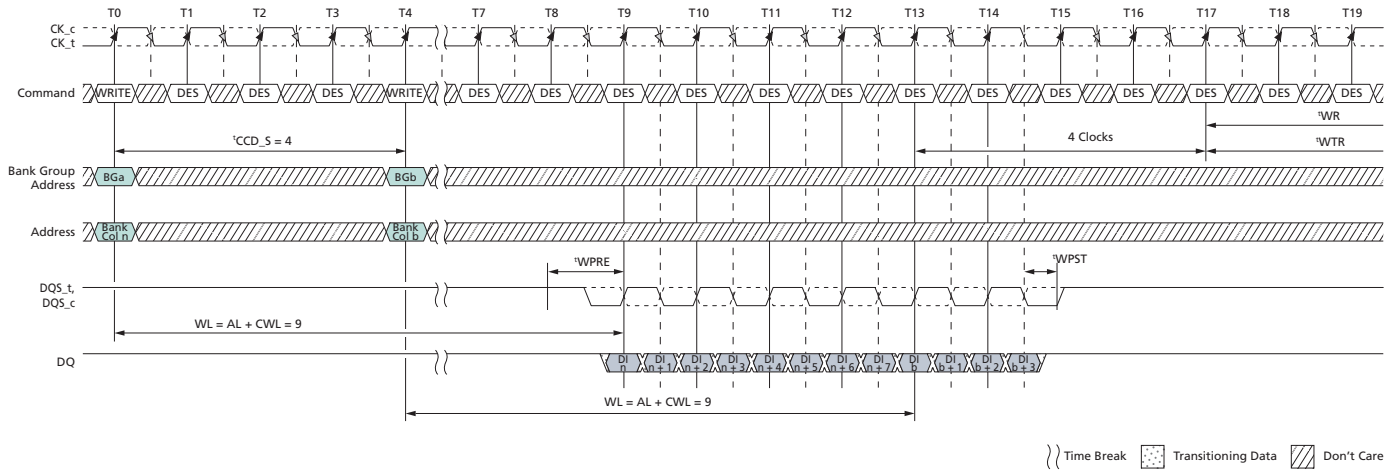 T0 T1 T2 T3 T4 T7 T8 T9 T10 T11 T12 T13 T14 T15 T16 T17 T18 T19
CK_c
CK_t
Command WRITE DES DES DES WRITE DES DES DES DES DES DES DES DES DES DES DES DES DES
tWR
tCCD_S = 4 4 Clocks tWTR
Bank Group
Address BGa BGb
Address Bank Col n Bank Col b
tWPRE tWPST
DQS_t,
DQS_c
WL = AL + CWL = 9
DQ DI n DI n + 1 DI n + 2 DI n + 3 DI n + 4 DI n + 5 DI n + 6 DI n + 7 DI b DI b + 1 DI b + 2 DI b + 3
WL = AL + CWL = 9
Time Break Transitioning Data Don't Care